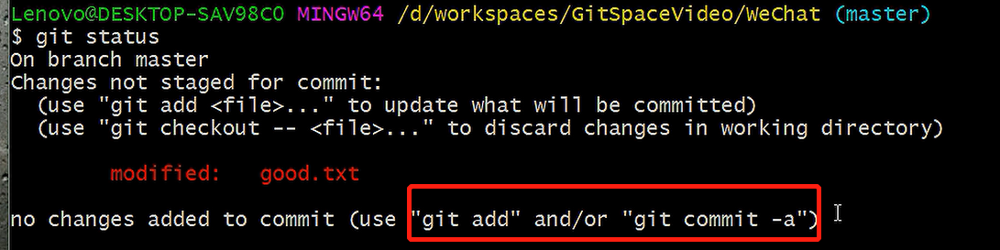 Lenovo@DESKTOP-SAV98CO MINGW64 /d/workspaces/GitSpaceVideo/WeChat (master)
$ git status
On branch master
Changes not staged for commit:
  (use "git add <file>..." to update what will be committed)
  (use "git checkout -- <file>..." to discard changes in working directory)
        modified:   good.txt
no changes added to commit (use "git add" and/or "git commit -a")